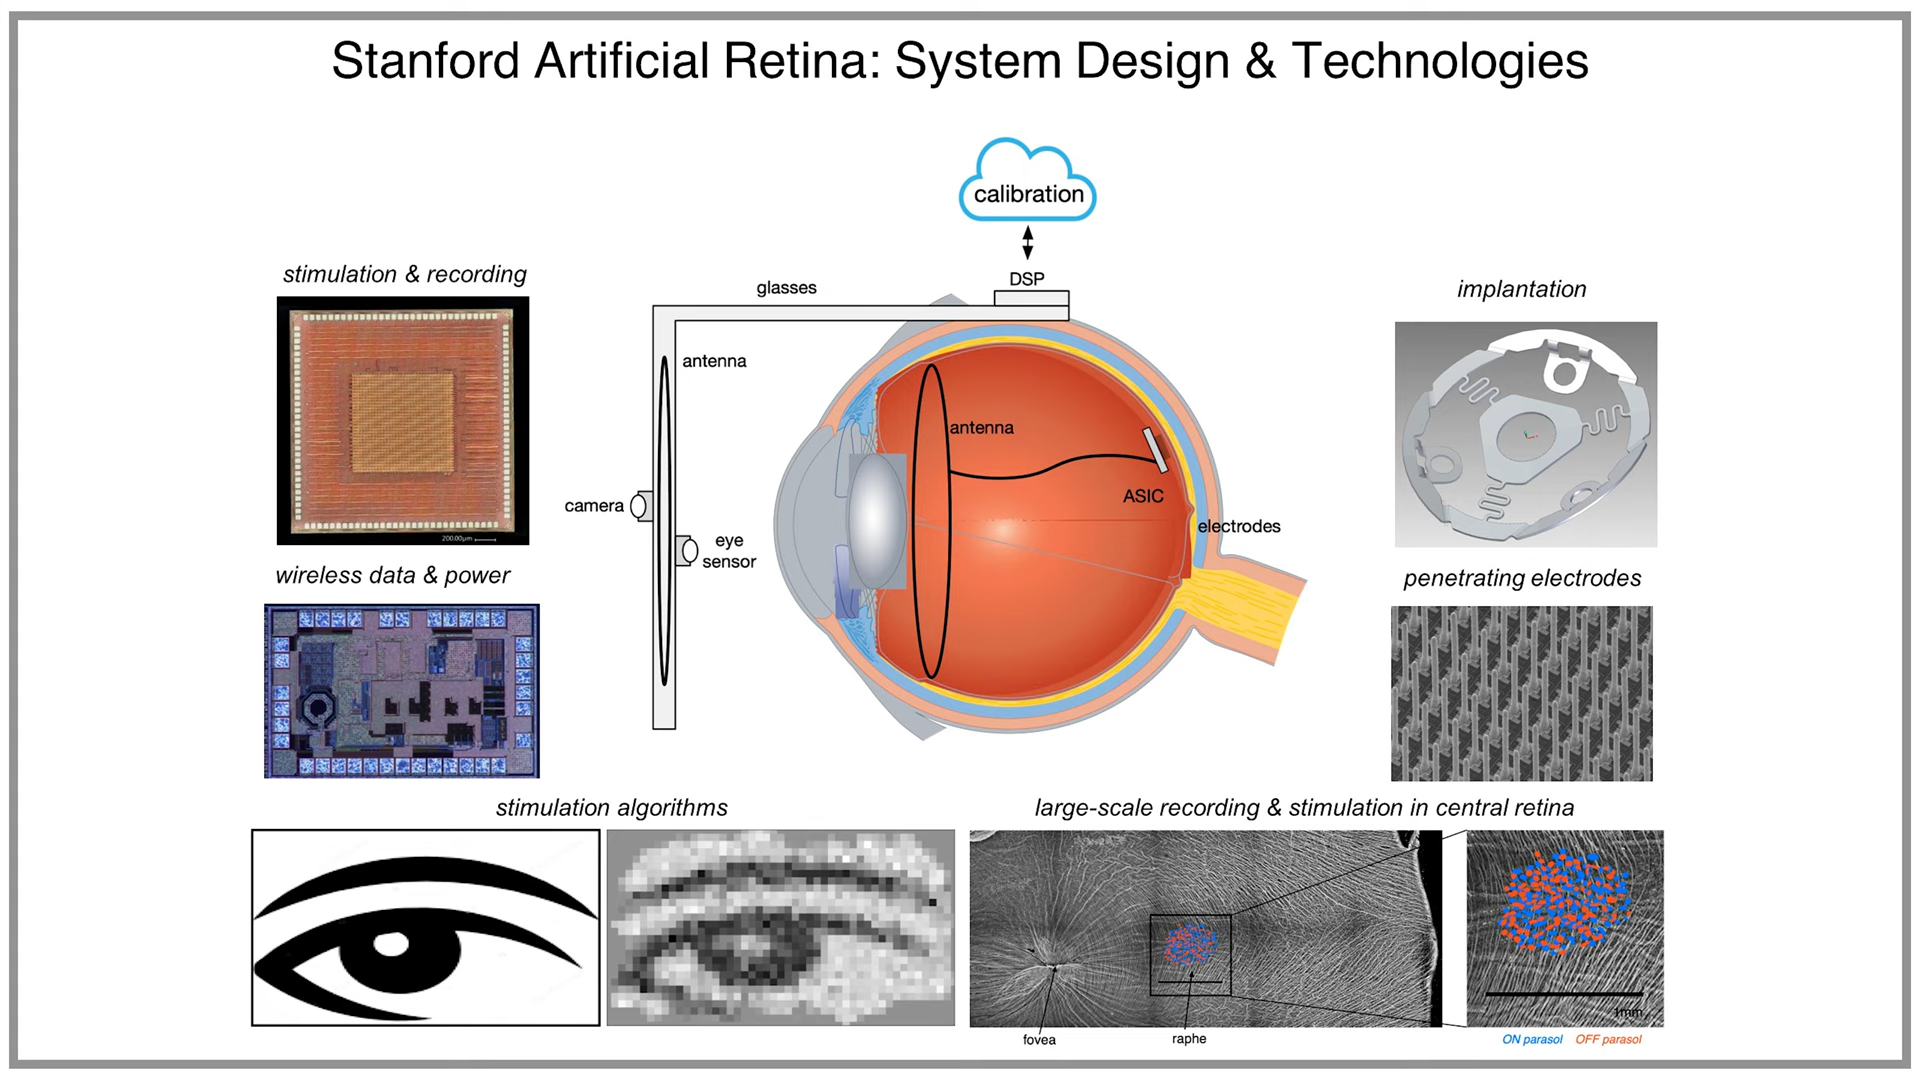 Stanford Artificial Retina: System Design & Technologies
calibration
DSP
glasses
stimulation & recording
implantation
antenna
antenna
camera
ASIC
electrodes
eye
sensor
200.00µm
wireless data & power
penetrating electrodes
stimulation algorithms
large-scale recording & stimulation in central retina
1mm
fovea
raphe
ON parasol OFF parasol